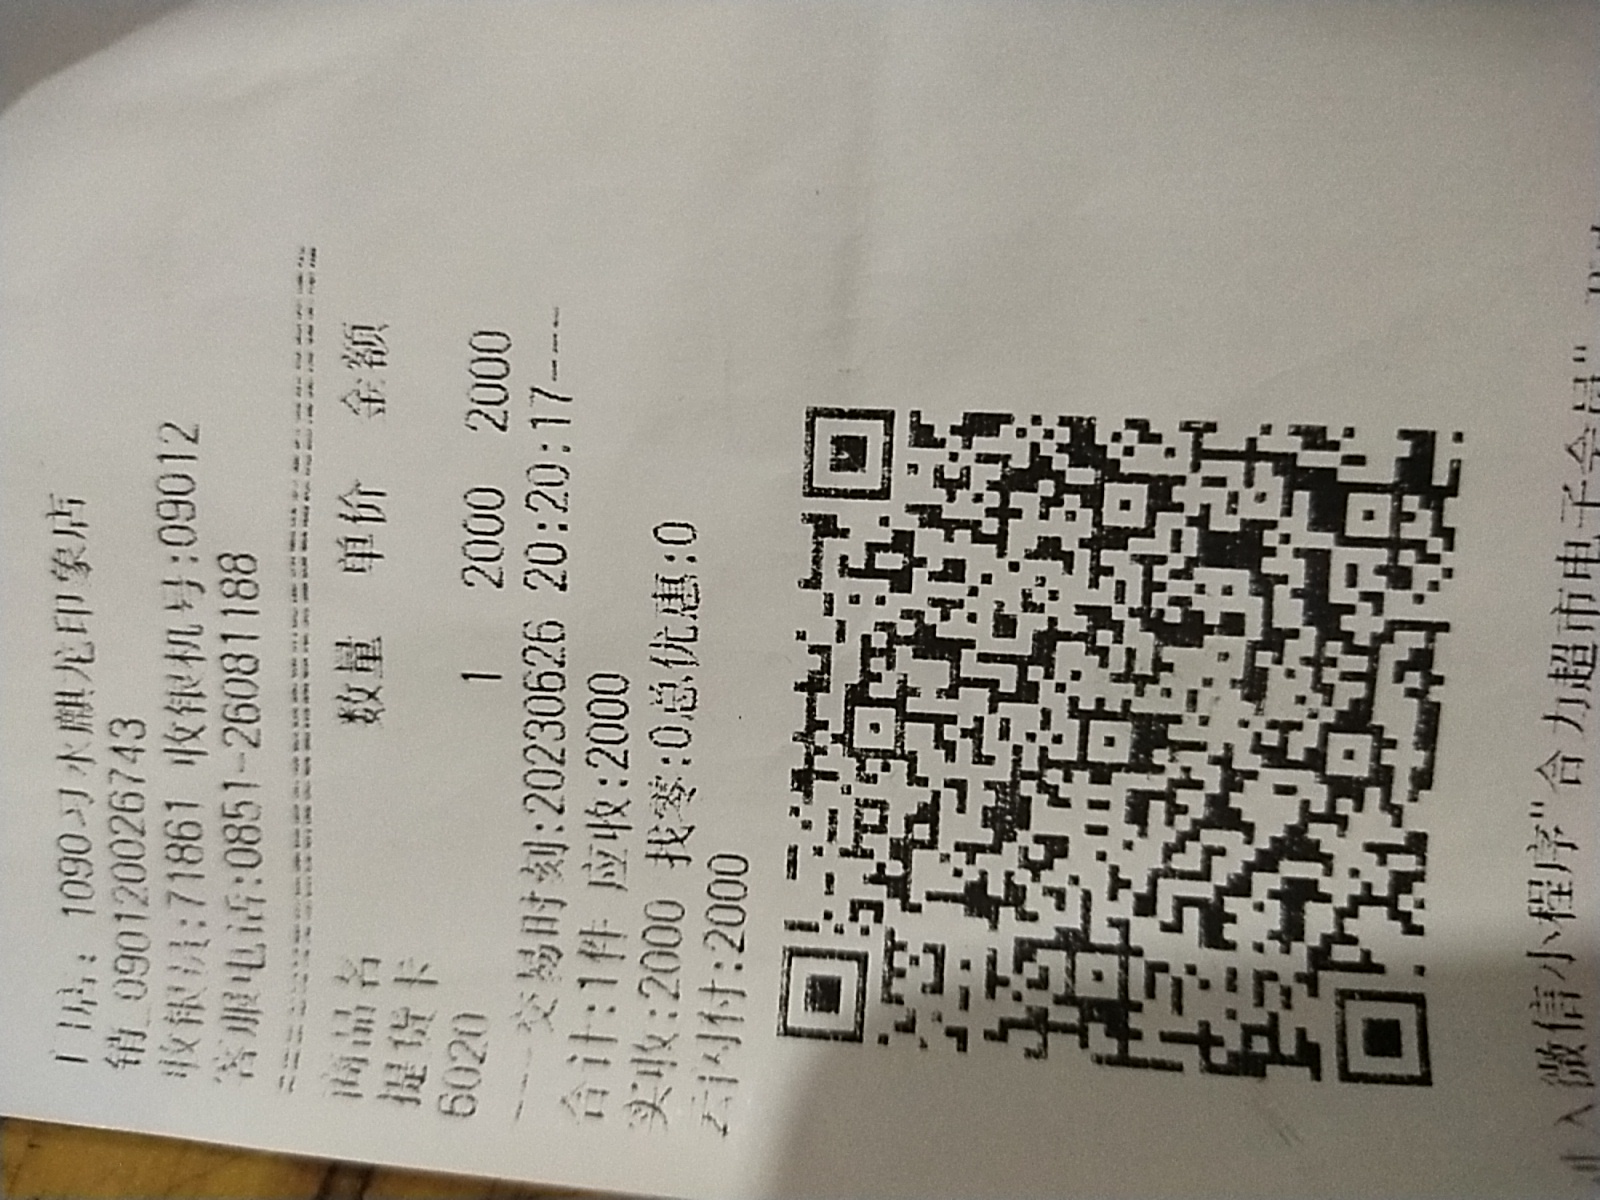 门店: 1090习水麒龙印象店
销_0901200026743
收银员:71861 收银机号:09012
客服电话:0851-26081188
商品名 数量 单价 金额
提货卡
6020 1 2000 2000
---交易时刻:20230626 20:20:17---
合计:1件 应收:2000
实收:2000 找零:0总优惠:0
云闪付:2000
入微信小程序"合力超市电子会员"